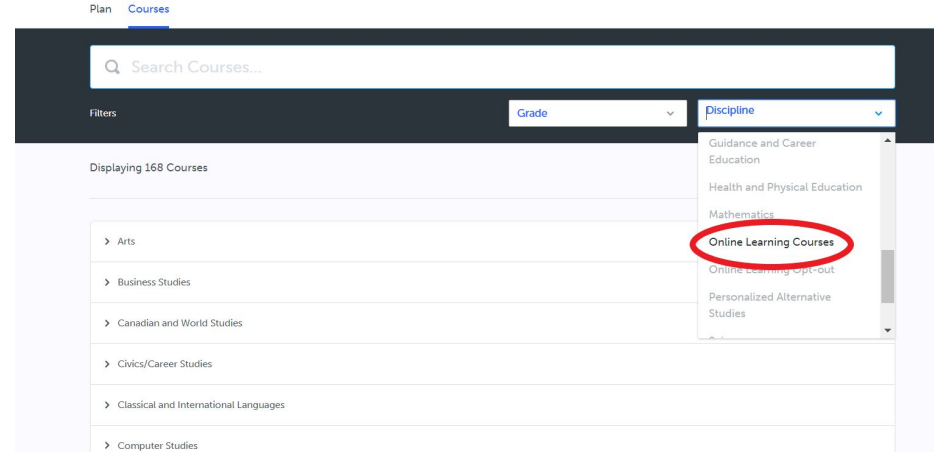 Plan Courses
Search Courses...
Filters
Grade
Discipline
Guidance and Career
Education
Health and Physical Education
Mathematics
Online Learning Courses
Online Learning Opt-out
Personalized Alternative
Studies
Displaying 168 Courses
Arts
Business Studies
Canadian and World Studies
Civics/Career Studies
Classical and International Languages
Computer Studies